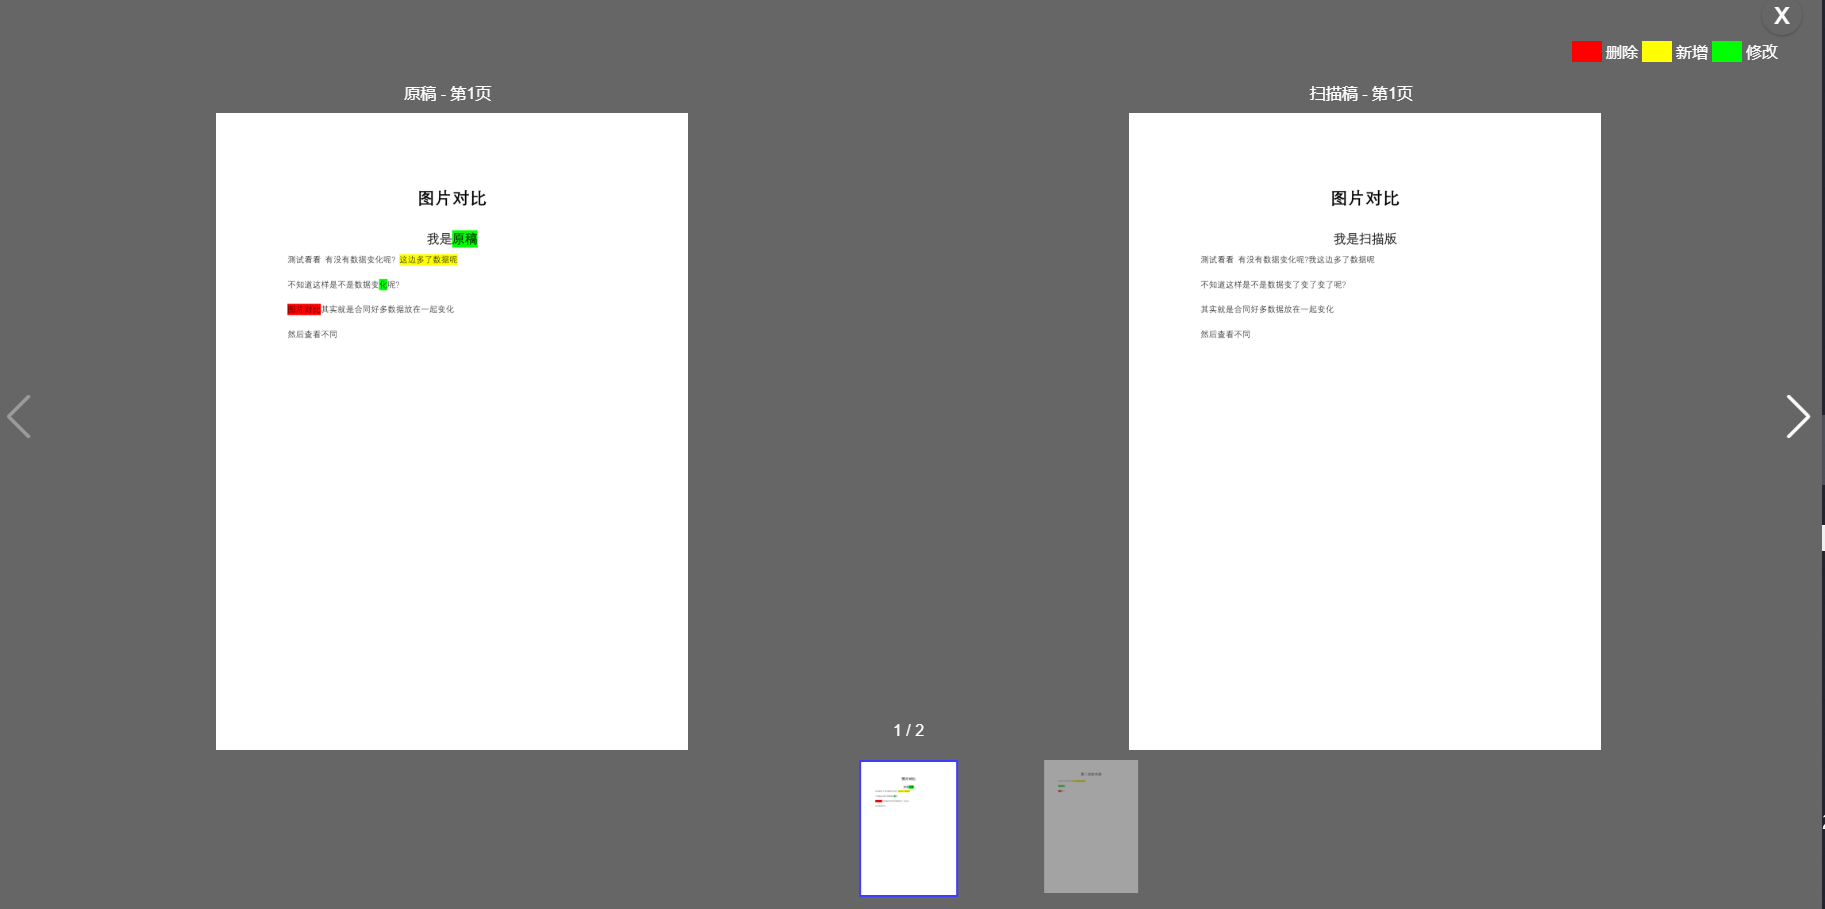 X
删除 新增 修改
原稿 - 第1页
图片对比
我是原稿
测试看看 有没有数据变化呢? 这边多了数据呢
不知道这样是不是数据变化呢?
图片对比其实就是合同好多数据放在一起变化
然后查看不同
扫描稿 - 第1页
图片对比
我是扫描版
测试看看 有没有数据变化呢?我这边多了数据呢
不知道这样是不是数据变了变了变了呢?
其实就是合同好多数据放在一起变化
然后查看不同
1 / 2
图片对比